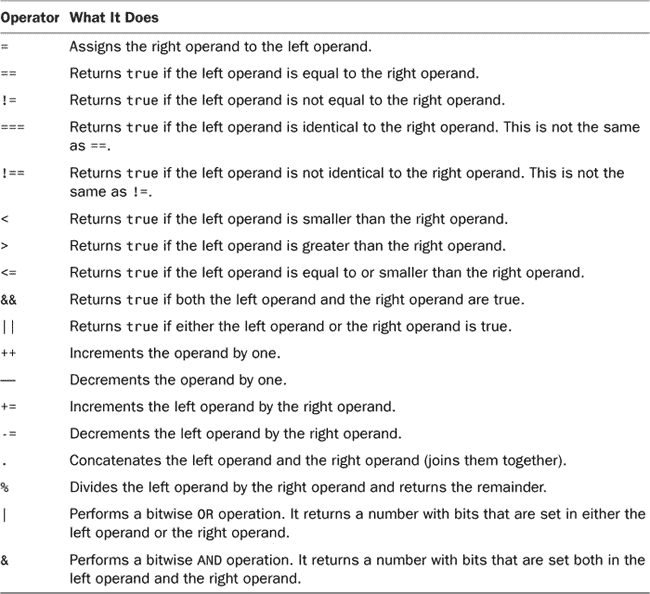 Operator What It Does
= Assigns the right operand to the left operand.
== Returns true if the left operand is equal to the right operand.
!= Returns true if the left operand is not equal to the right operand.
=== Returns true if the left operand is identical to the right operand. This is not the same
as ==.
!== Returns true if the left operand is not identical to the right operand. This is not the
same as !=.
< Returns true if the left operand is smaller than the right operand.
> Returns true if the left operand is greater than the right operand.
<= Returns true if the left operand is equal to or smaller than the right operand.
&& Returns true if both the left operand and the right operand are true.
|| Returns true if either the left operand or the right operand is true.
++ Increments the operand by one.
—— Decrements the operand by one.
+= Increments the left operand by the right operand.
-= Decrements the left operand by the right operand.
. Concatenates the left operand and the right operand (joins them together).
% Divides the left operand by the right operand and returns the remainder.
| Performs a bitwise OR operation. It returns a number with bits that are set in either the
left operand or the right operand.
& Performs a bitwise AND operation. It returns a number with bits that are set both in the
left operand and the right operand.